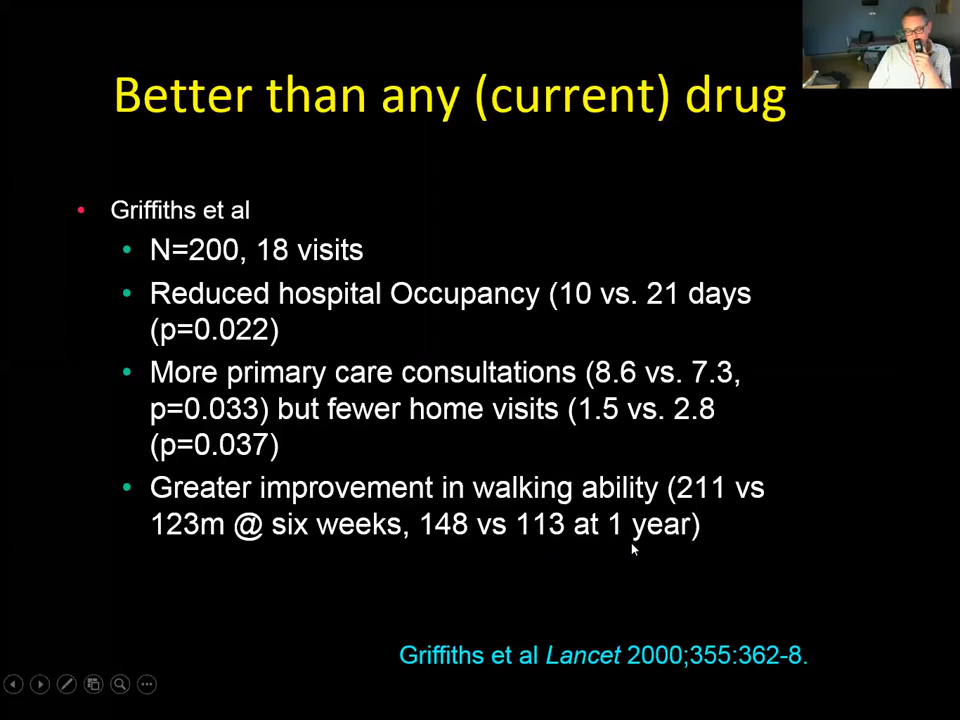 Better than any (current) drug
• Griffiths et al
• N=200, 18 visits
• Reduced hospital Occupancy (10 vs. 21 days
(p=0.022)
• More primary care consultations (8.6 vs. 7.3,
p=0.033) but fewer home visits (1.5 vs. 2.8
(p=0.037)
• Greater improvement in walking ability (211 vs
123m @ six weeks, 148 vs 113 at 1 year)
Griffiths et al Lancet 2000;355:362-8.